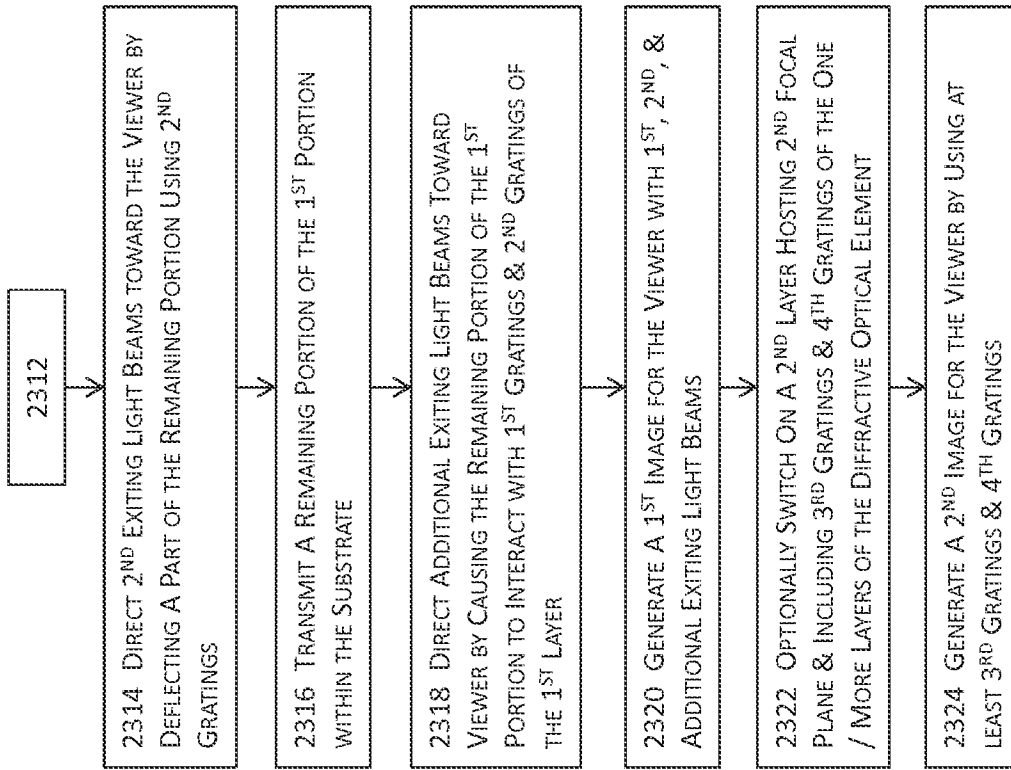 2312
2314 Direct 2nd Exiting Light Beams toward the Viewer by
Deflecting A Part of the Remaining Portion Using 2nd
Gratings
2316 Transmit A Remaining Portion of the 1st Portion
within the Substrate
2318 Direct Additional Exiting Light Beams Toward
Viewer by Causing the Remaining Portion of the 1st
Portion to Interact with 1st Gratings & 2nd Gratings of
the 1st Layer
2320 Generate A 1st Image for the Viewer with 1st, 2nd, &
Additional Exiting Light Beams
2322 Optionally Switch On A 2nd Layer Hosting 2nd Focal
Plane & Including 3rd Gratings & 4th Gratings of the One
/ More Layers of the Diffractive Optical Element
2324 Generate A 2nd Image for the Viewer by Using at
least 3rd Gratings & 4th Gratings